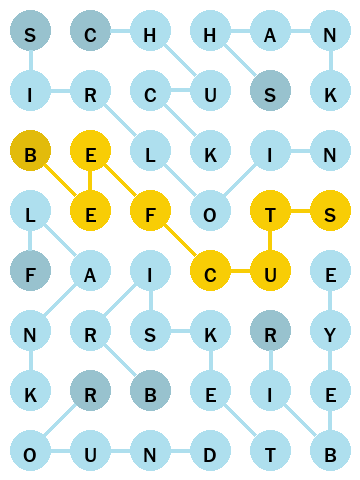 S C H H A N
I R C U S K
B E L K I N
L E F O T S
F A I C U E
N R S K R Y
K R B E I E
O U N D T B